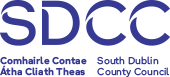 SDCC
Comhairle Contae
Átha Cliath Theas
South Dublin
County Council